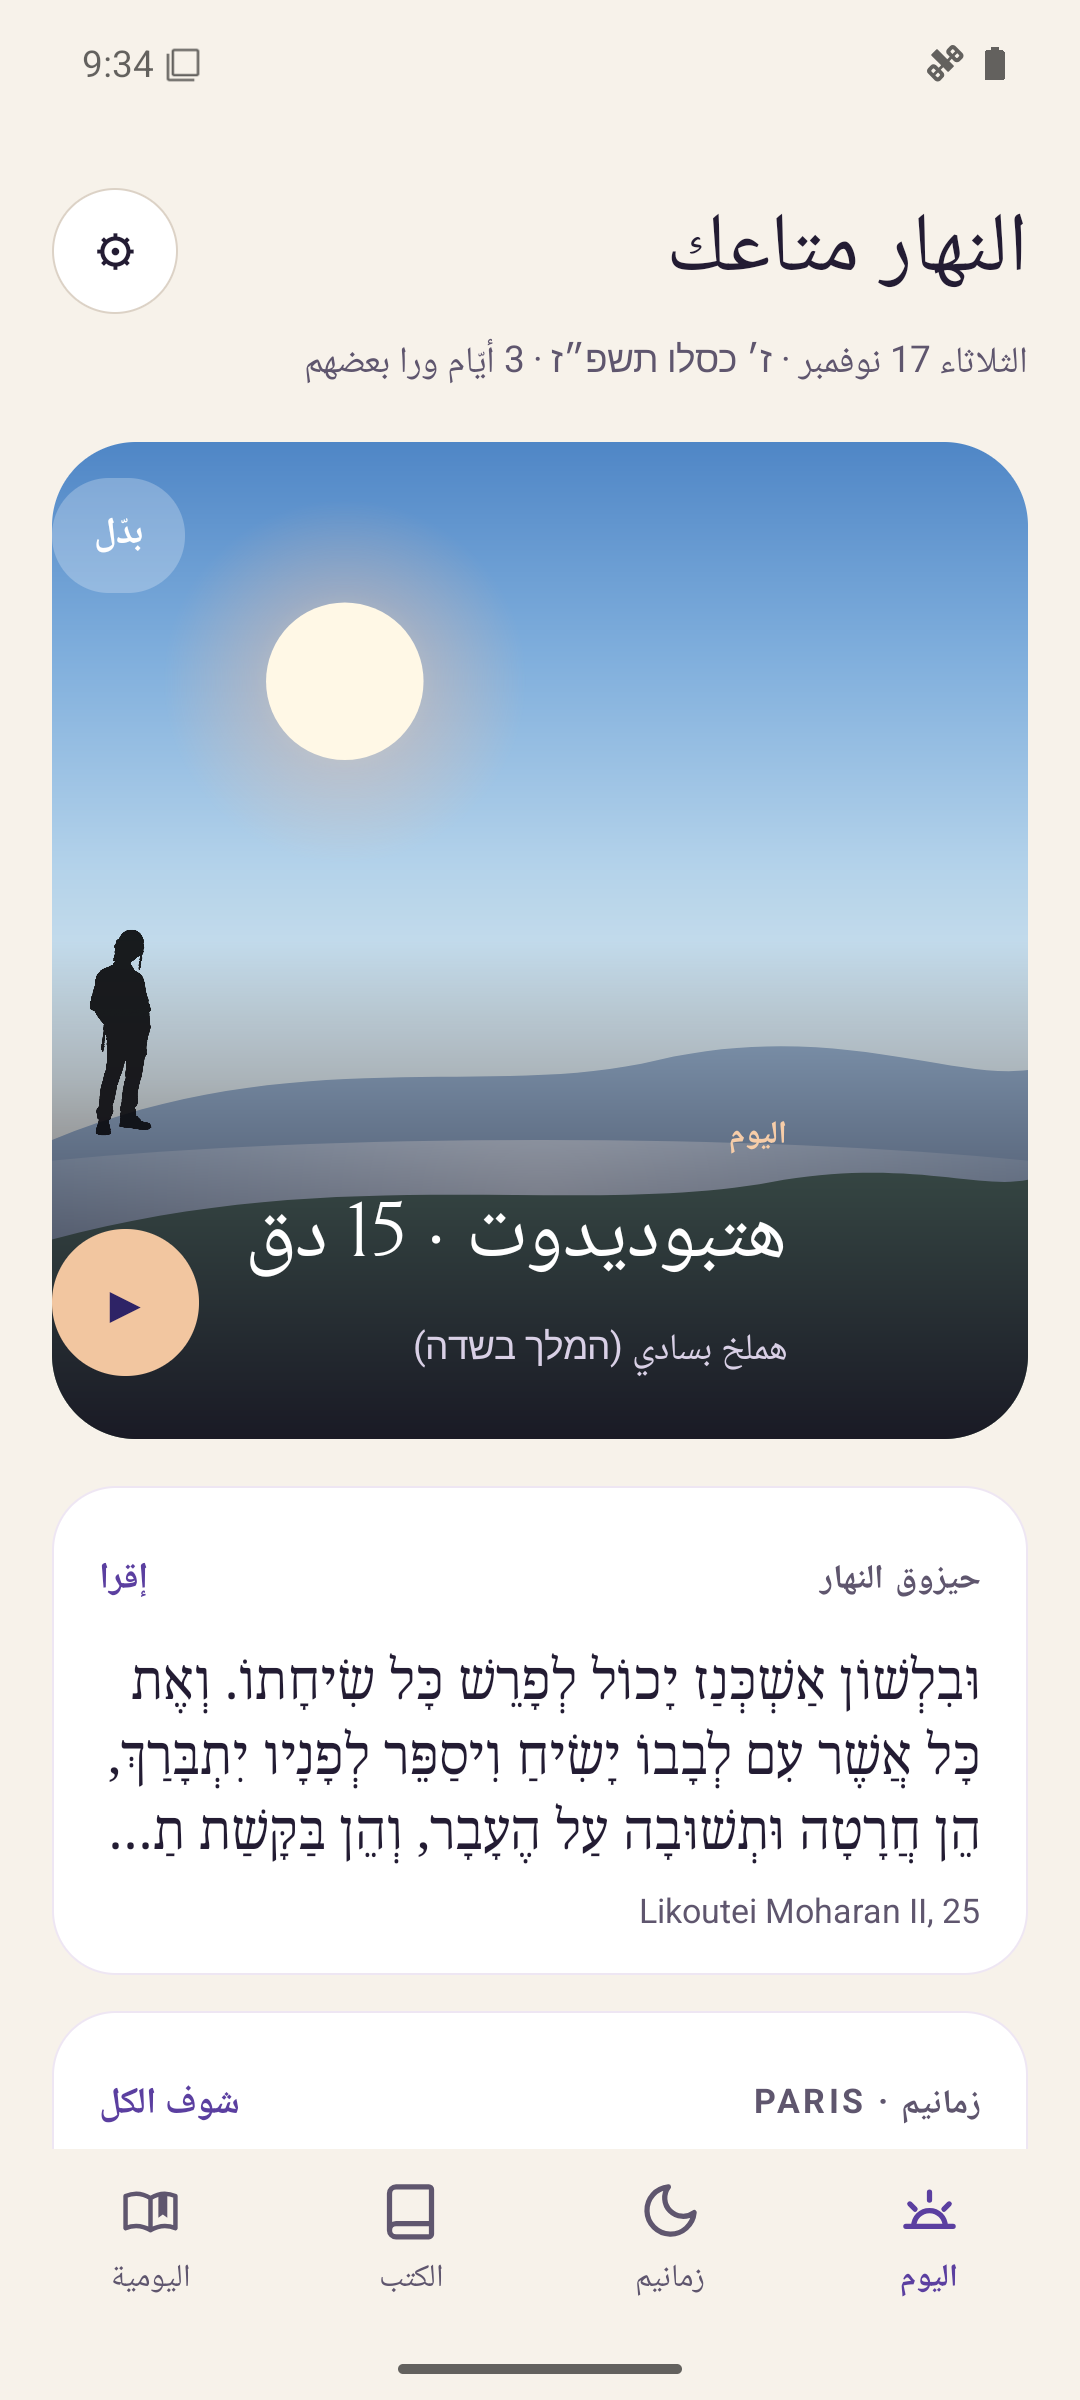 9:34
النهار متاعك
الثلاثاء 17 نوفمبر · ז׳ כסלו תשפ״ז · 3 أيّام ورا بعضهم
بدّل
اليوم
هتبوديدوت · 15 دق
هملخ بسادي (המלך בשדה)
حيزوق النهار
إقرا
וּבִלְשׁוֹן אַשְׁכְּנַז יָכוֹל לְפָרֵשׁ כָּל שִׂיחָתוֹ. וְאֶת
כָּל אֲשֶׁר עִם לְבָבוֹ יָשִׂיחַ וִיסַפֵּר לְפָנָיו יִתְבָּרַךְ,
הֵן חֲרָטָה וּתְשׁוּבָה עַל הֶעָבָר, וְהֵן בַּקָּשַׁת תַ...
Likoutei Moharan II, 25
زمانيم · PARIS
شوف الكل
اليوم
زمانيم
الكتب
اليومية